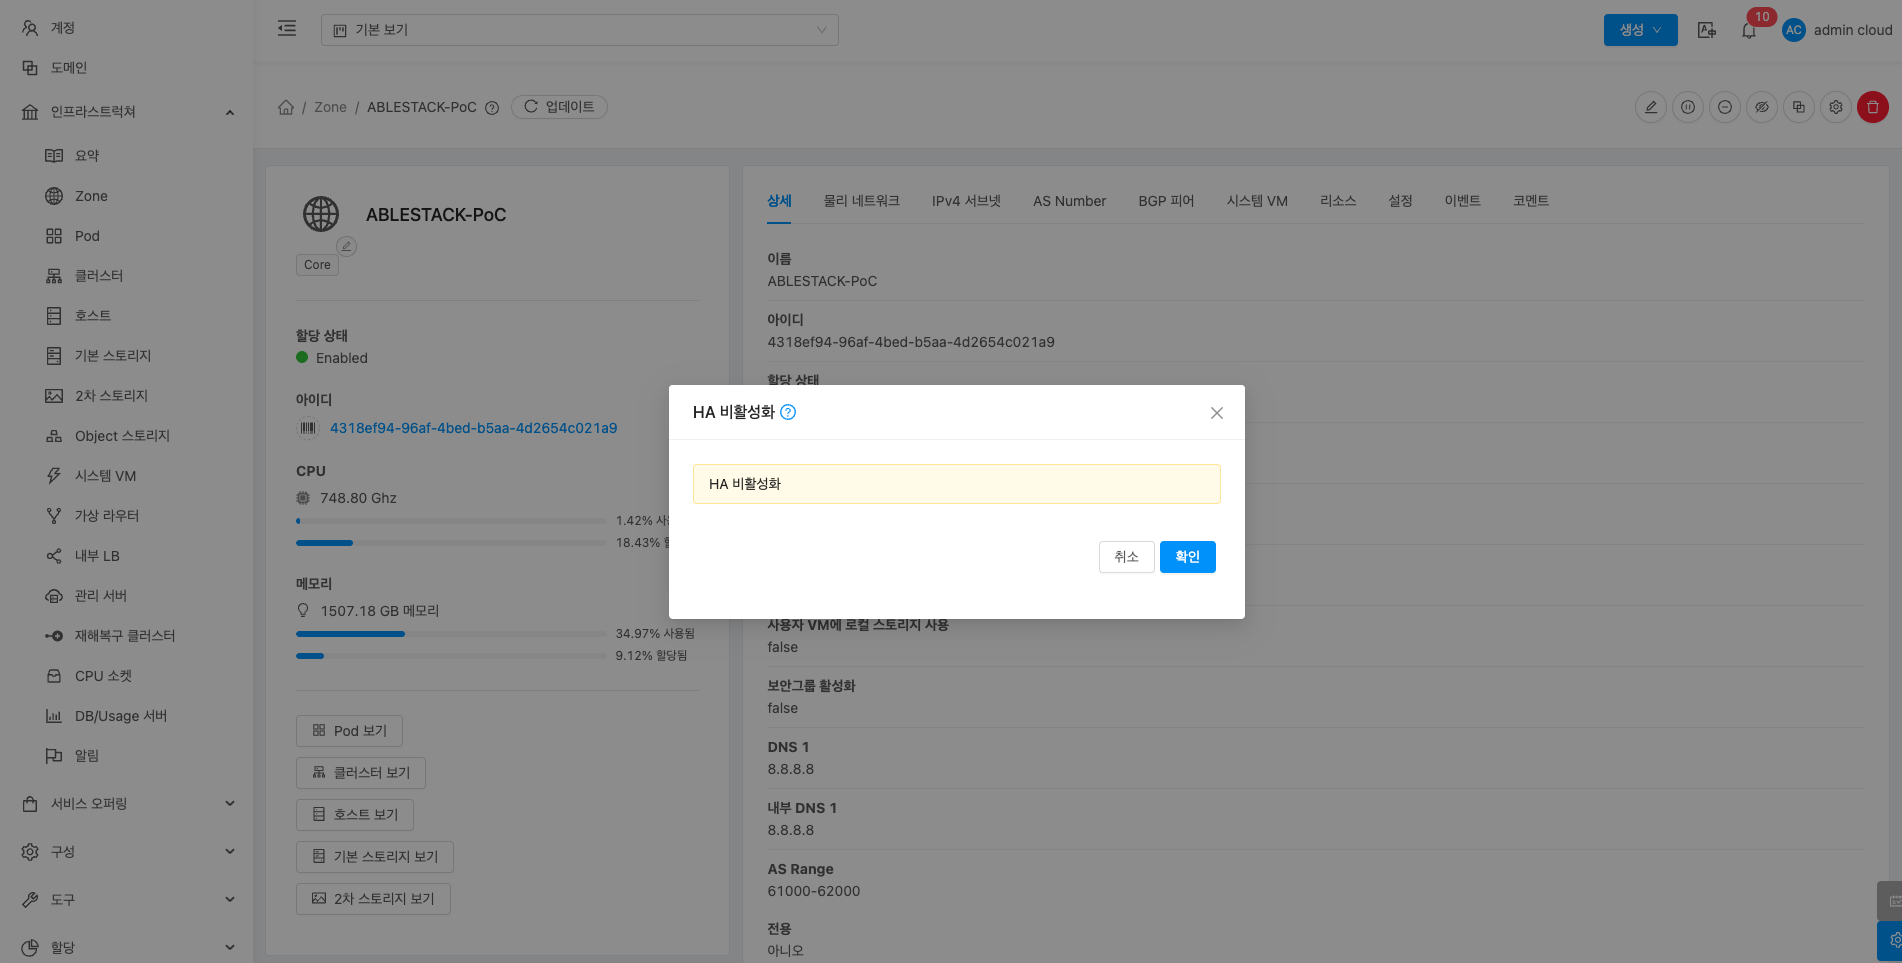 계정
도메인
인프라스트럭쳐
요약
Zone
Pod
클러스터
호스트
기본 스토리지
2차 스토리지
Object 스토리지
시스템 VM
가상 라우터
내부 LB
관리 서버
재해복구 클러스터
CPU 소켓
DB/Usage 서버
알림
서비스 오퍼링
구성
도구
할당
기본 보기
생성
10
AC
admin cloud
/ Zone / ABLESTACK-PoC
업데이트
ABLESTACK-PoC
Core
할당 상태
Enabled
아이디
4318ef94-96af-4bed-b5aa-4d2654c021a9
CPU
748.80 Ghz
1.42%
18.43%
메모리
1507.18 GB 메모리
34.97% 사용됨
9.12% 할당됨
Pod 보기
클러스터 보기
호스트 보기
기본 스토리지 보기
2차 스토리지 보기
상세 물리 네트워크 IPv4 서브넷 AS Number BGP 피어 시스템 VM 리소스 설정 이벤트 코멘트
이름
ABLESTACK-PoC
아이디
4318ef94-96af-4bed-b5aa-4d2654c021a9
할당 상태
HA 비활성화
HA 비활성화
취소 확인
사용자 VM에 로컬 스토리지 사용
false
보안그룹 활성화
false
DNS 1
8.8.8.8
내부 DNS 1
8.8.8.8
AS Range
61000-62000
전용
아니오